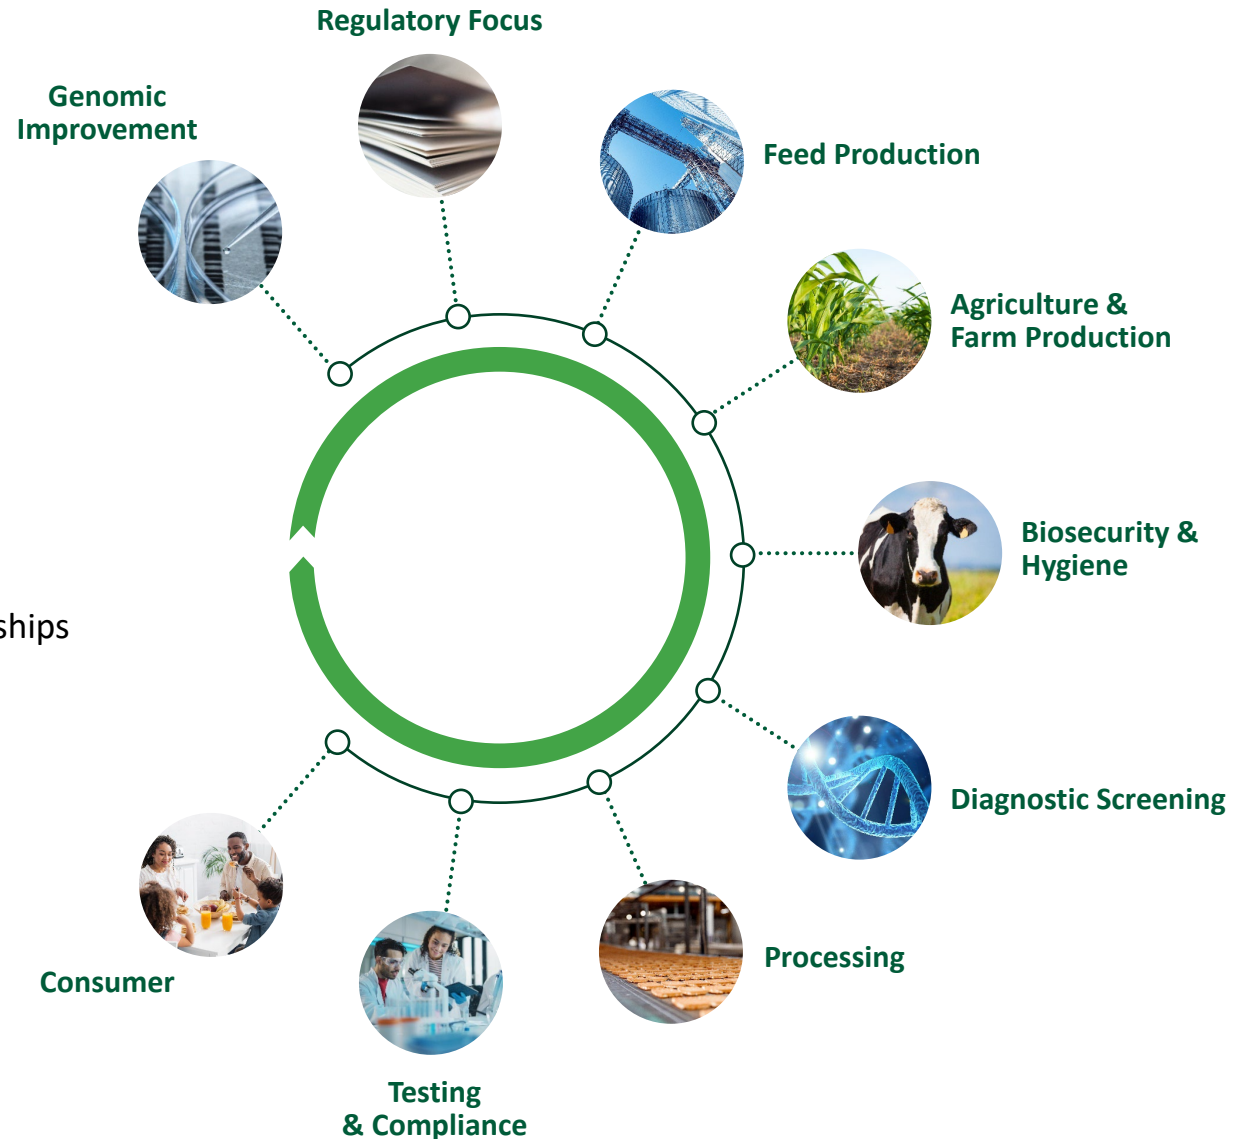 Regulatory Focus
Genomic
Improvement
Feed Production
Agriculture &
Farm Production
Biosecurity &
Hygiene
ships
Diagnostic Screening
Processing
Consumer
Testing
& Compliance